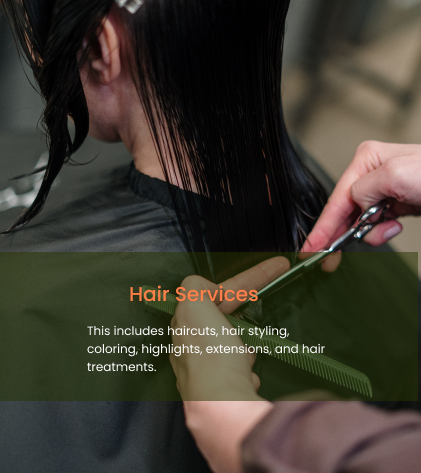 Hair Services
This includes haircuts, hair styling,
coloring, highlights, extensions, and hair
treatments.